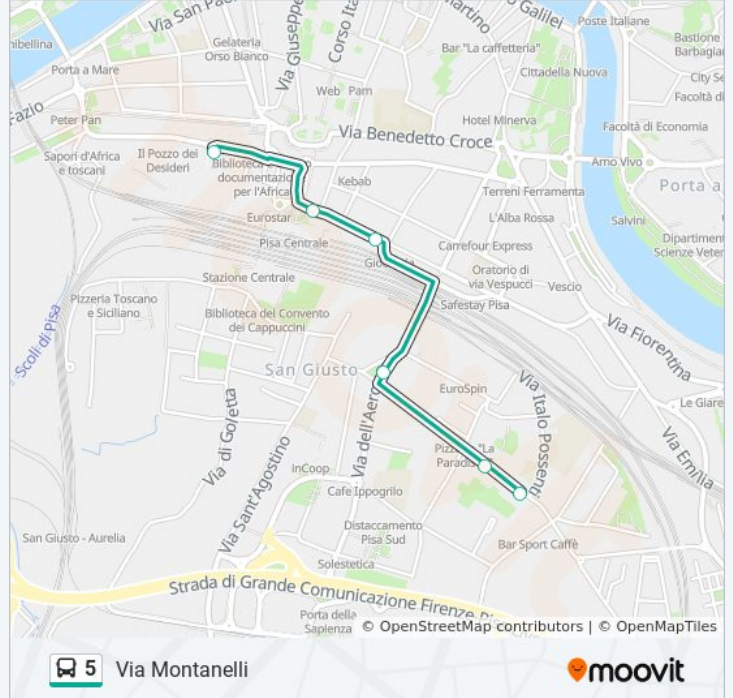 Via San Pao
Via Giuseppe
Corso Ita
martino
o Galilei
Poste Italiane
nibellina
Gelateria
Orso Bianco
Bar "La caffetteria"
Bastione
Barbagia
Porta a Mare
Cittadella Nuova
City Se
Web Pam
Facoltà di
Fazio
Peter Pan
Hotel Minerva
Via Benedetto Croce
Facoltà di Economia
Sapori d'Africa
e toscani
Il Pozzo dei
Desideri
Biblioteca
documentazio
per l'Africa
Arno Vivo
Kebab
Terreni Ferramenta
Porta a
Eurostar
L'Alba Rossa
Salvini
Pisa Centrale
Carrefour Express
Dipartimen
Scienze Veter
Stazione Centrale
Oratorio di
via Vespucci
Vescio
Pizzeria Toscano
e Siciliano
Biblioteca del Convento
dei Cappuccini
Safestay Pisa
Scoli di Pisa
Via Fiorentina
San Giusto
EuroSpin
Via di Goletta
Via dell'Aero
Via Italo Possenti
Le Giare
Via Sant'Agostino
Pizz "La
Paradis
Via Emilia
InCoop
Cafe Ippogrilo
Distaccamento
Pisa Sud
San Giusto - Aurelia
Bar Sport Caffè
Solestetica
Strada di Grande Comunicazione Firenze Pis
Porta della
Sapienza
© OpenStreetMap contributors | © OpenMapTiles
5 Via Montanelli
moovit